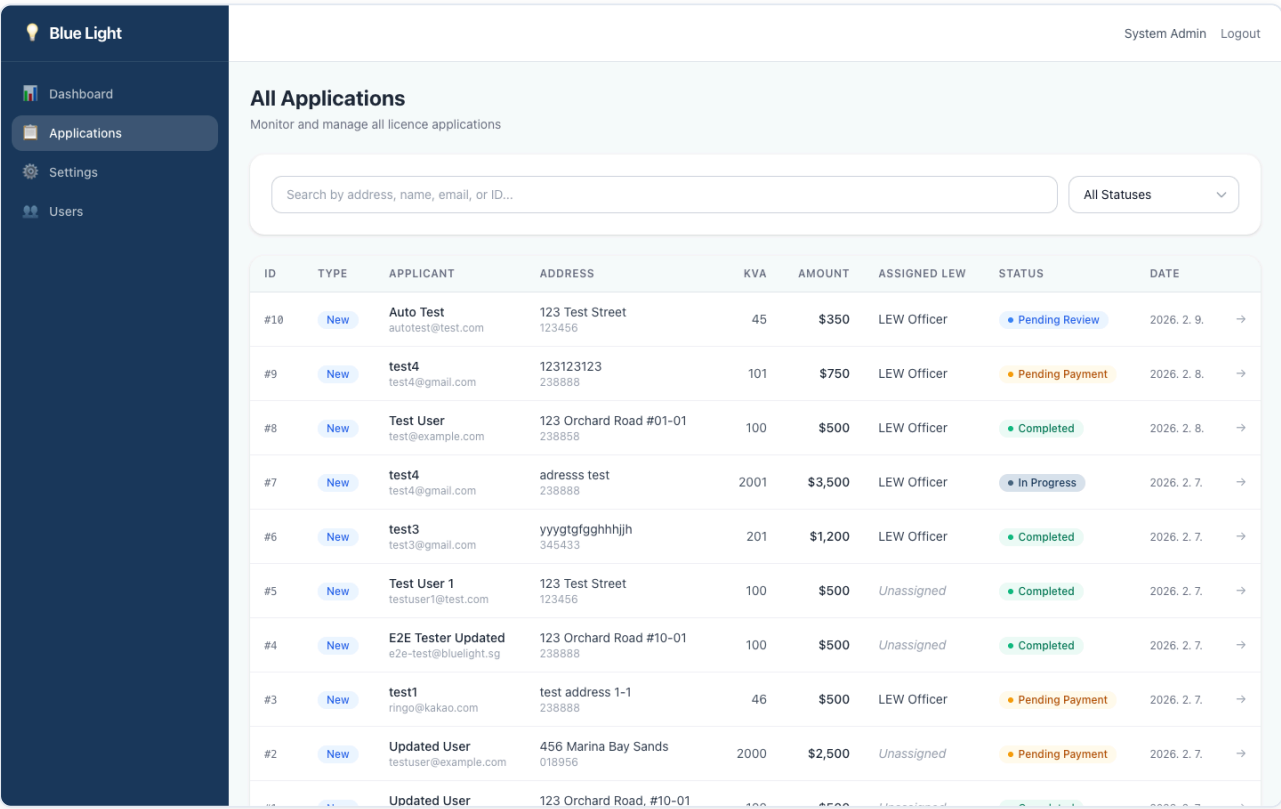 Blue Light
System Admin Logout
Dashboard
Applications
Settings
Users
All Applications
Monitor and manage all licence applications
Search by address, name, email, or ID...
All Statuses
ID TYPE APPLICANT ADDRESS KVA AMOUNT ASSIGNED LEW STATUS DATE
#10 New Auto Test 123 Test Street 45 $350 LEW Officer Pending Review 2026. 2. 9. →
autotest@test.com 123456
#9 New test4 123123123 101 $750 LEW Officer Pending Payment 2026. 2. 8. →
test4@gmail.com 238888
#8 New Test User 123 Orchard Road #01-01 100 $500 LEW Officer Completed 2026. 2. 8. →
test@example.com 238858
#7 New test4 adresss test 2001 $3,500 LEW Officer In Progress 2026. 2. 7. →
test4@gmail.com 238888
#6 New test3 yyygtgfgghhhjjh 201 $1,200 LEW Officer Completed 2026. 2. 7. →
test3@gmail.com 345433
#5 New Test User 1 123 Test Street 100 $500 Unassigned Completed 2026. 2. 7. →
testuser1@test.com 123456
#4 New E2E Tester Updated 123 Orchard Road #10-01 100 $500 Unassigned Completed 2026. 2. 7. →
e2e-test@bluelight.sg 238888
#3 New test1 test address 1-1 46 $500 LEW Officer Pending Payment 2026. 2. 7. →
ringo@kakao.com 238888
#2 New Updated User 456 Marina Bay Sands 2000 $2,500 Unassigned Pending Payment 2026. 2. 7. →
testuser@example.com 018956
Updated User 123 Orchard Road, #10-01